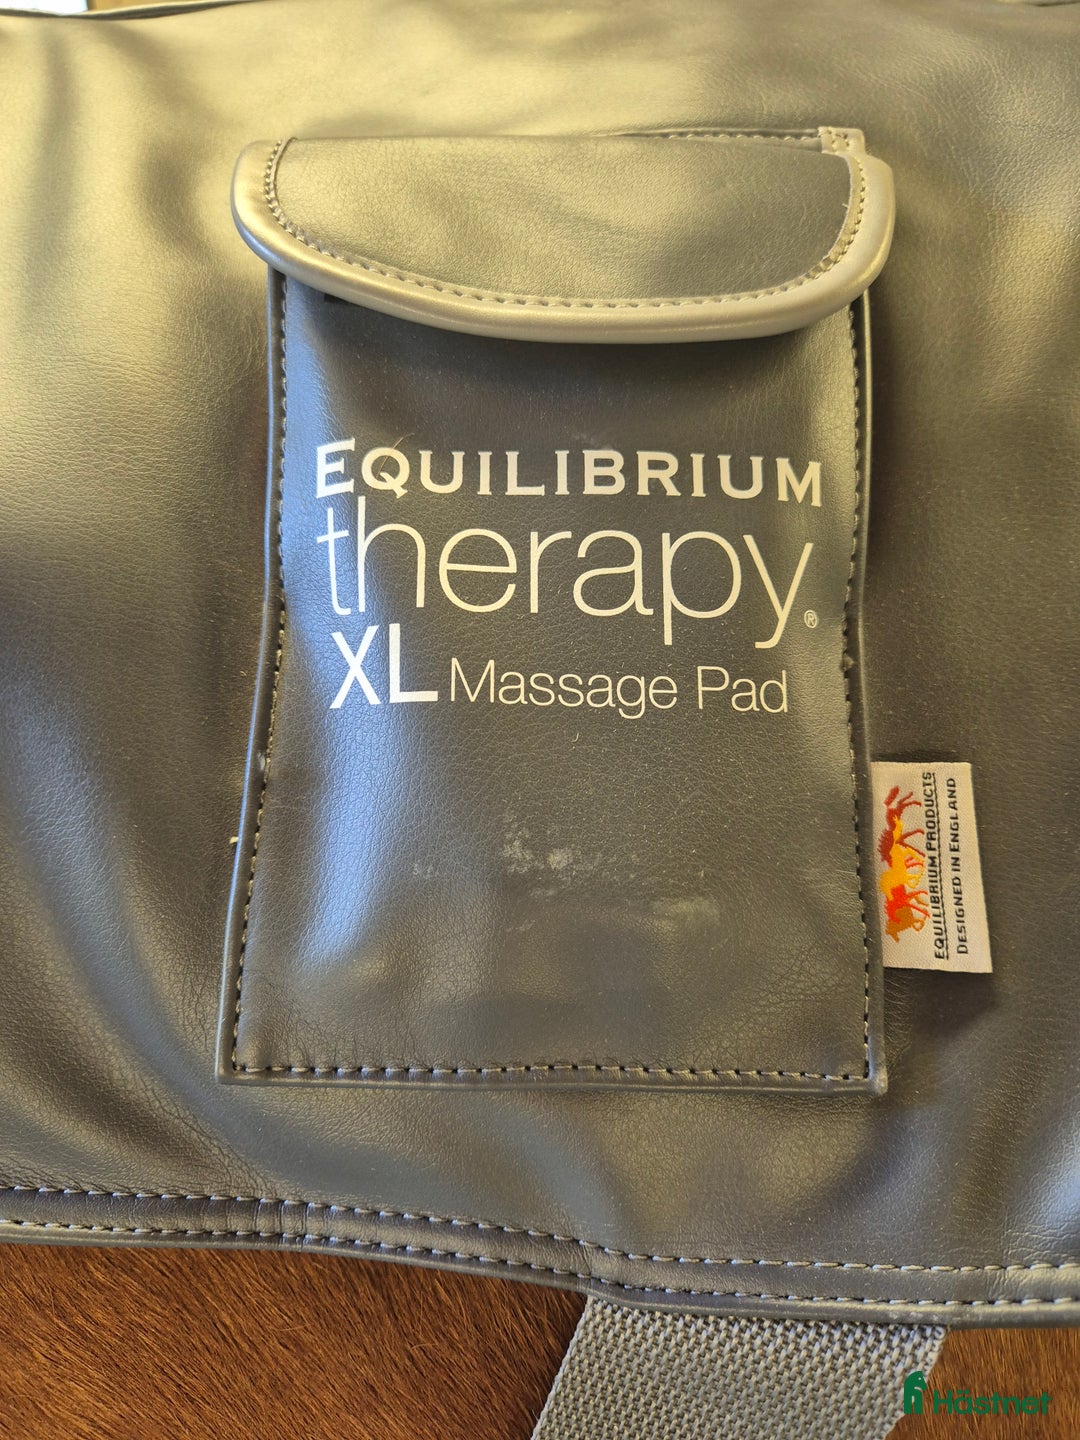 EQUILIBRIUM
therapy®
XL Massage Pad
EQUILIBRIUM PRODUCTS
DESIGNED IN ENGLAND
Hästnet